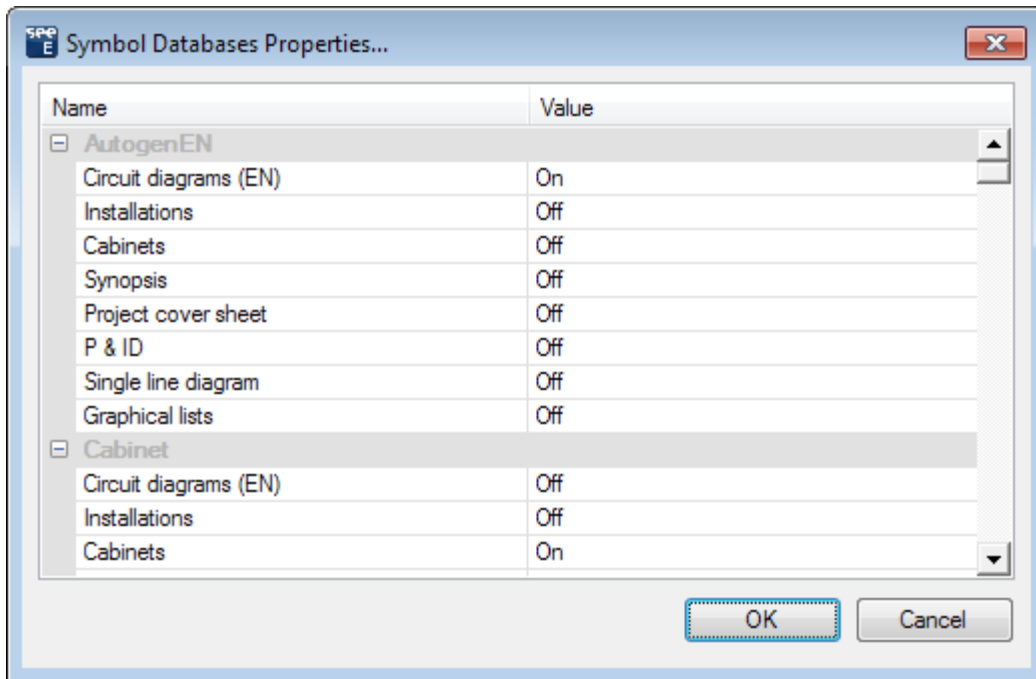 see E Symbol Databases Properties...
Name Value
AutogenEN
Circuit diagrams (EN) On
Installations Off
Cabinets Off
Synopsis Off
Project cover sheet Off
P & ID Off
Single line diagram Off
Graphical lists Off
Cabinet
Circuit diagrams (EN) Off
Installations Off
Cabinets On
OK Cancel